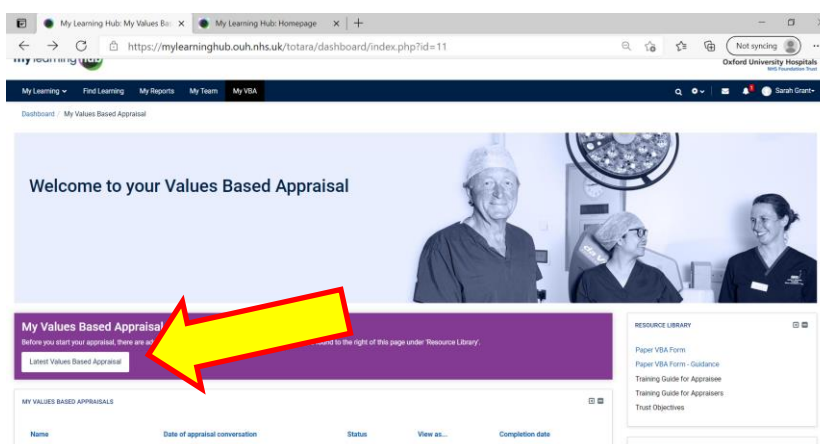 My Learning Hub: My Values Bas
My Learning Hub: Homepage
https://mylearninghub.ouh.nhs.uk/totara/dashboard/index.php?id=11
Not syncing
my learning hub
Oxford University Hospitals
NHS Foundation Trust
My Learning Find Learning My Reports My Team My VBA
Sarah Grant
Dashboard / My Values Based Appraisal
Welcome to your Values Based Appraisal
My Values Based Appraisal
Before you start your appraisal, there are ad
found to the right of this page under 'Resource Library'.
Latest Values Based Appraisal
RESOURCE LIBRARY
Paper VBA Form
Paper VBA Form - Guidance
Training Guide for Appraisee
Training Guide for Appraisers
Trust Objectives
MY VALUES BASED APPRAISALS
Name Date of appraisal conversation Status View as... Completion date